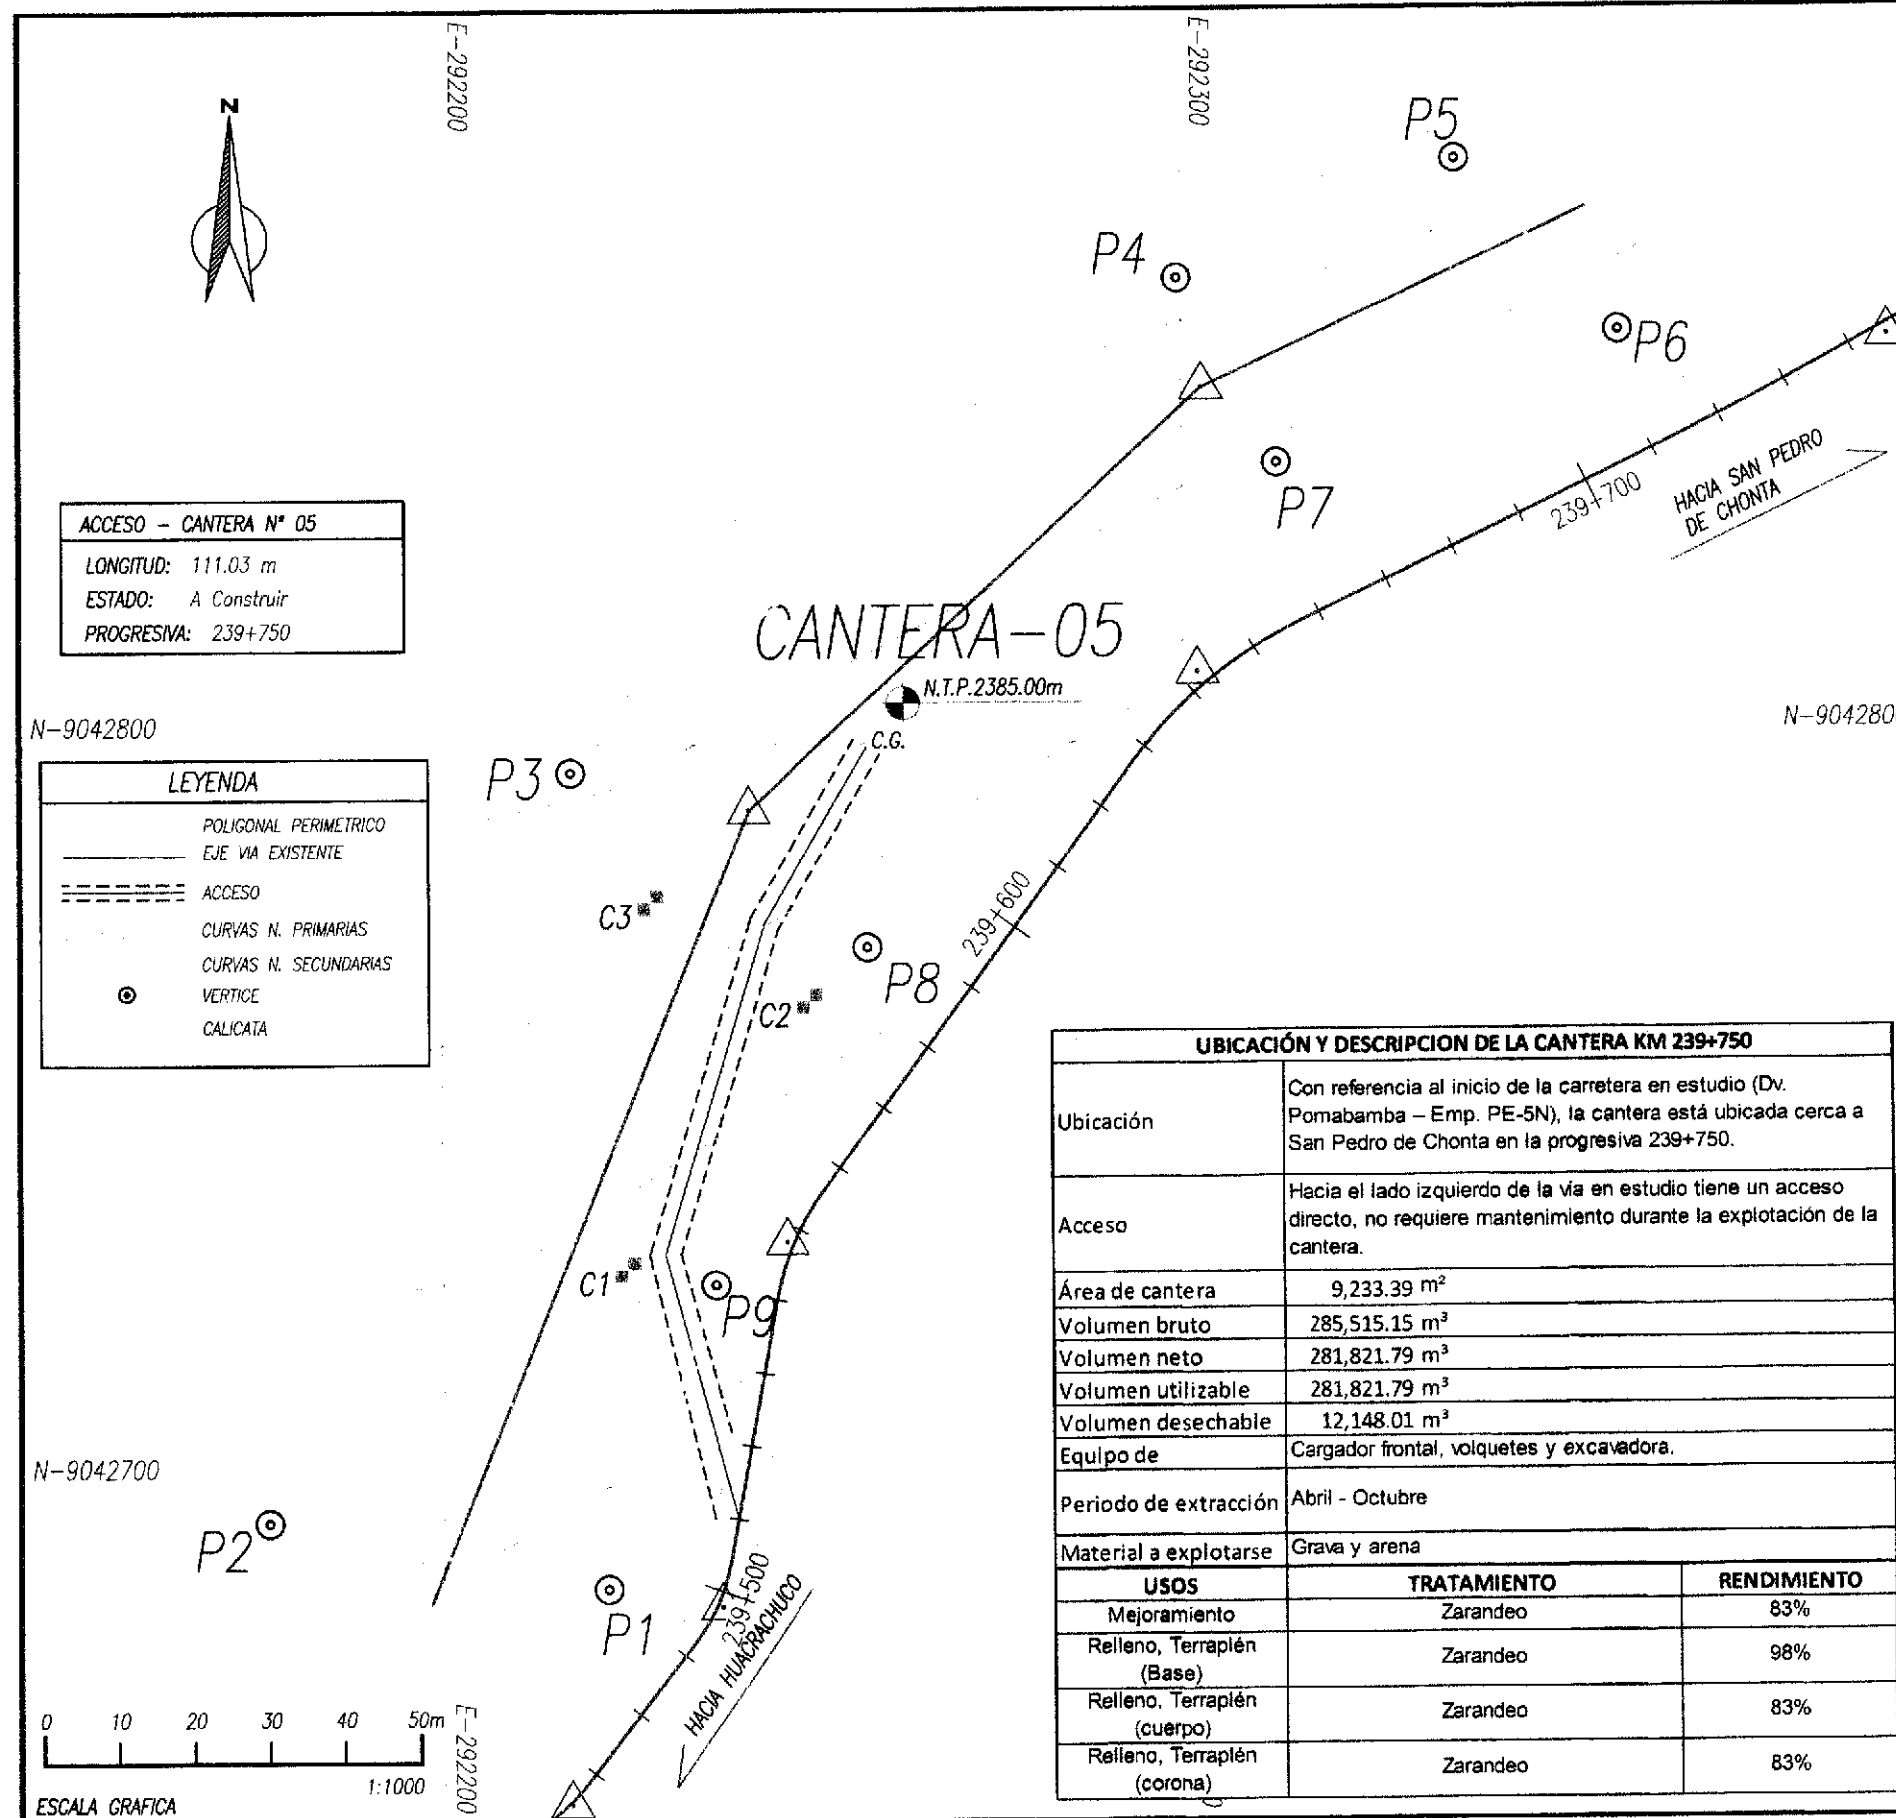 E-292200
E-292300
N
P5
P4
P6
P7
239+700
HACIA SAN PEDRO
DE CHONTA
ACCESO - CANTERA N° 05
LONGITUD: 111.03 m
ESTADO: A Construir
PROGRESIVA: 239+750
CANTERA-05
N.T.P.2385.00m
C.G.
N-9042800
N-904280
P3
LEYENDA
POLIGONAL PERIMETRICO
EJE VIA EXISTENTE
ACCESO
CURVAS N. PRIMARIAS
CURVAS N. SECUNDARIAS
VERTICE
CALICATA
C3
239+600
P8
C2
C1
P9
N-9042700
P2
P1
239+500
HACIA HUACRACHUCO
UBICACIÓN Y DESCRIPCION DE LA CANTERA KM 239+750
Ubicación
Con referencia al inicio de la carretera en estudio (Dv.
Pomabamba – Emp. PE-5N), la cantera está ubicada cerca a
San Pedro de Chonta en la progresiva 239+750.
Acceso
Hacia el lado izquierdo de la via en estudio tiene un acceso
directo, no requiere mantenimiento durante la explotación de la
cantera.
Área de cantera 9,233.39 m²
Volumen bruto 285,515.15 m³
Volumen neto 281,821.79 m³
Volumen utilizable 281,821.79 m³
Volumen desechable 12,148.01 m³
Equipo de Cargador frontal, volquetes y excavadora.
Periodo de extracción Abril - Octubre
Material a explotarse Grava y arena
USOS TRATAMIENTO RENDIMIENTO
Mejoramiento Zarandeo 83%
Relleno, Terraplén
(Base) Zarandeo 98%
Relleno, Terraplén
(cuerpo) Zarandeo 83%
Relleno, Terraplén
(corona) Zarandeo 83%
0 10 20 30 40 50m
1:1000
ESCALA GRAFICA
E-292200